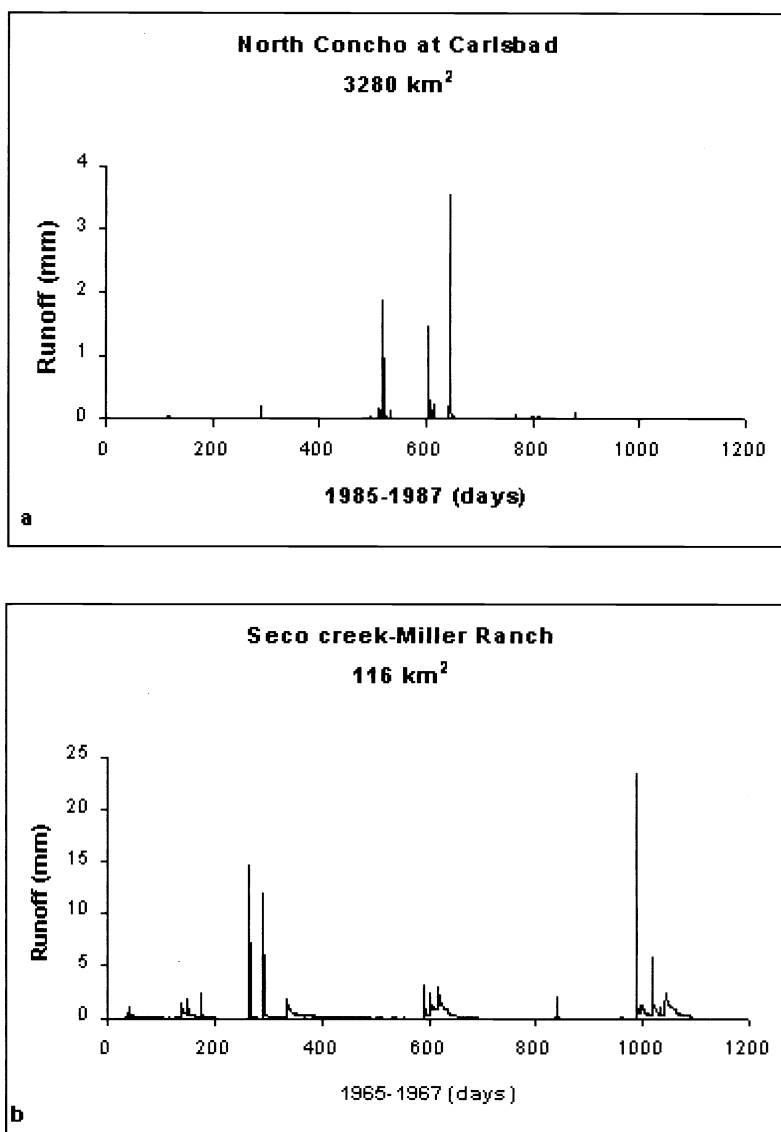 North Concho at Carlsbad
3280 km²
4
3
2
1
0
Runoff (mm)
0 200 400 600 800 1000 1200
1985-1987 (days)
a
Seco creek-Miller Ranch
116 km²
25
20
15
10
5
0
Runoff (mm)
0 200 400 600 800 1000 1200
1965-1967 (days)
b